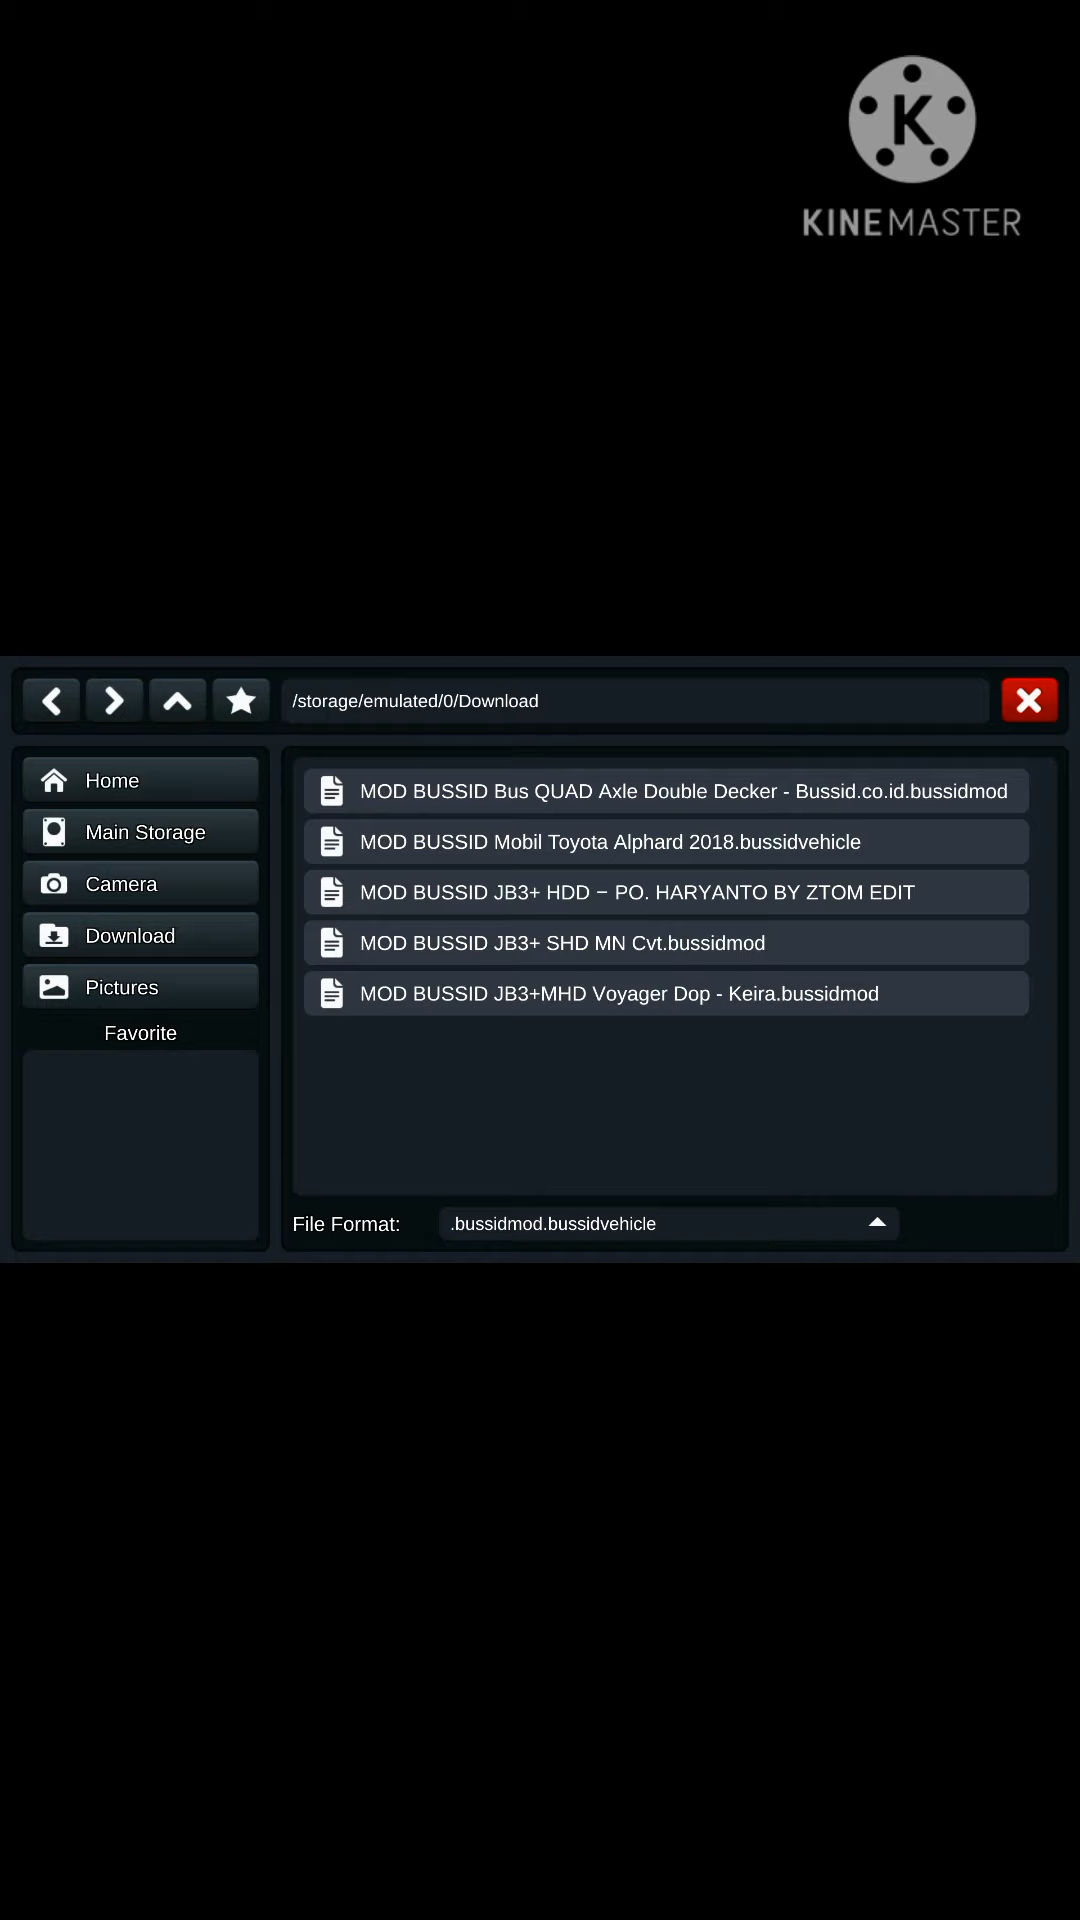 K
KINEMASTER
/storage/emulated/0/Download
Home
Main Storage
Camera
Download
Pictures
Favorite
MOD BUSSID Bus QUAD Axle Double Decker - Bussid.co.id.bussidmod
MOD BUSSID Mobil Toyota Alphard 2018.bussidvehicle
MOD BUSSID JB3+ HDD – PO. HARYANTO BY ZTOM EDIT
MOD BUSSID JB3+ SHD MN Cvt.bussidmod
MOD BUSSID JB3+MHD Voyager Dop - Keira.bussidmod
File Format: .bussidmod.bussidvehicle